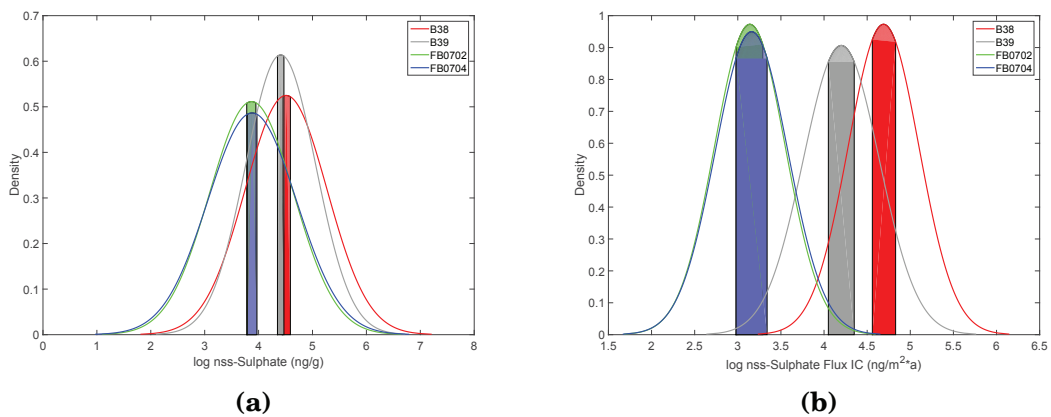 0.7
0.6
0.5
0.4
0.3
0.2
0.1
0
Density
0 1 2 3 4 5 6 7 8
log nss-Sulphate (ng/g)
B38
B39
FB0702
FB0704
(a)
1
0.9
0.8
0.7
0.6
0.5
0.4
0.3
0.2
0.1
0
Density
1.5 2 2.5 3 3.5 4 4.5 5 5.5 6 6.5
log nss-Sulphate Flux IC (ng/m²*a)
B38
B39
FB0702
FB0704
(b)